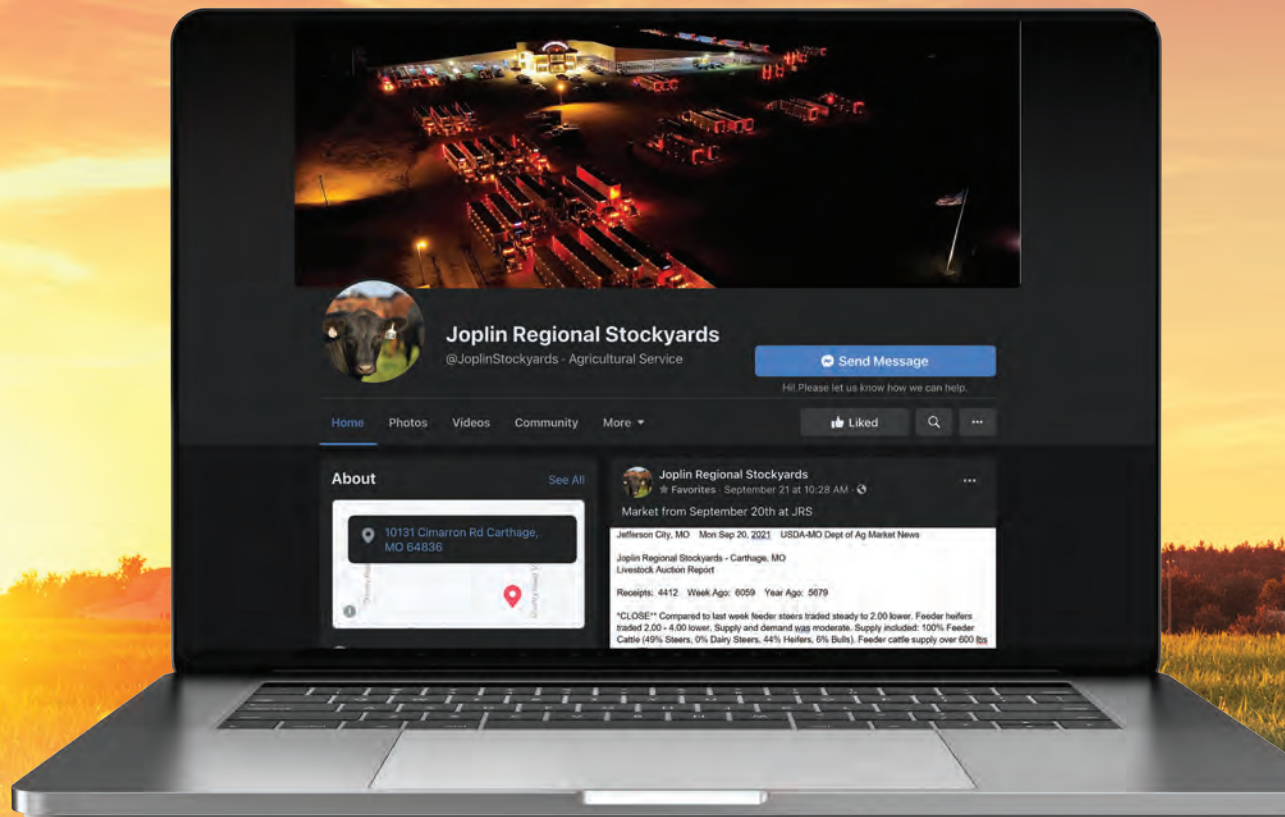 Joplin Regional Stockyards
@JoplinStockyards · Agricultural Service
Send Message
Hi! Please let us know how we can help.
Home Photos Videos Community More
Liked
About
See All
10131 Cimarron Rd Carthage,
MO 64836
Joplin Regional Stockyards
Favorites · September 21 at 10:28 AM ·
Market from September 20th at JRS
Jefferson City, MO Mon Sep 20, 2021 USDA-MO Dept of Ag Market News
Joplin Regional Stockyards - Carthage, MO
Livestock Auction Report
Receipts: 4412 Week Ago: 6059 Year Ago: 5679
*CLOSE** Compared to last week feeder steers traded steady to 2.00 lower. Feeder heifers
traded 2.00 - 4.00 lower. Supply and demand was moderate. Supply included: 100% Feeder
Cattle (49% Steers, 0% Dairy Steers, 44% Heifers, 6% Bulls). Feeder cattle supply over 600 lbs